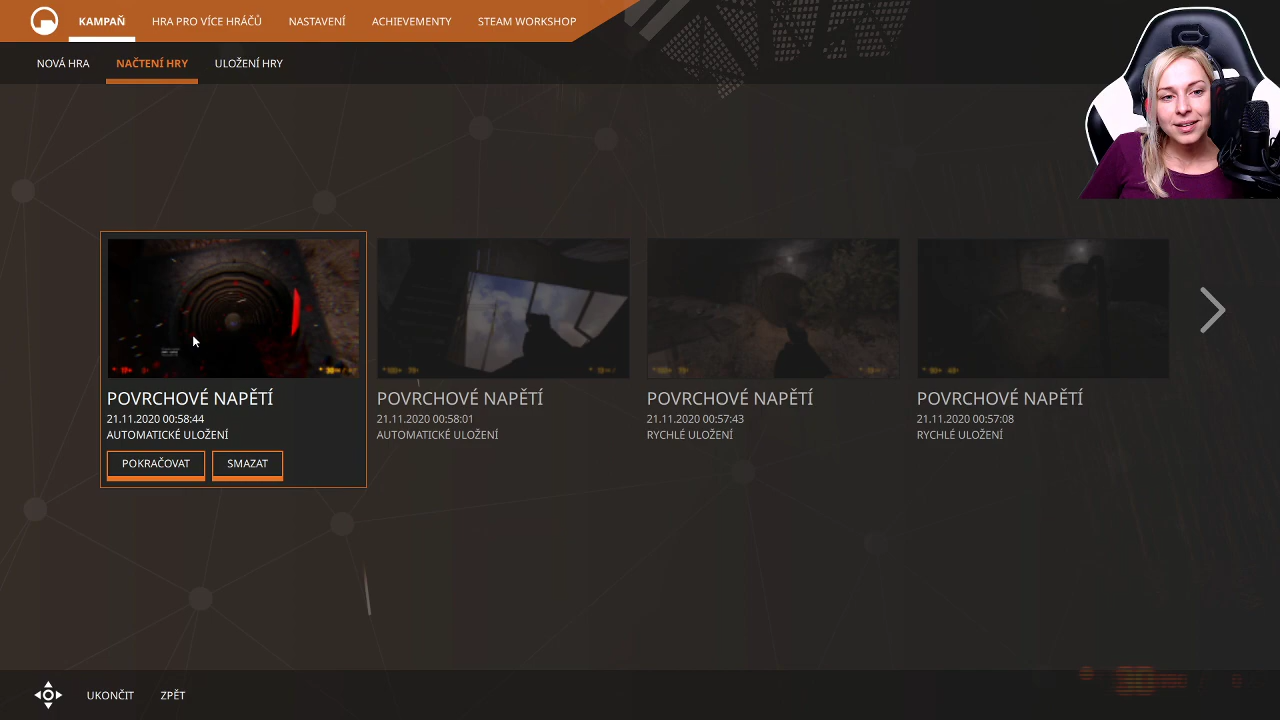 KAMPAŇ HRA PRO VÍCE HRÁČŮ NASTAVENÍ ACHIEVEMENTY STEAM WORKSHOP
NOVÁ HRA NAČTENÍ HRY ULOŽENÍ HRY
POVRCHOVÉ NAPĚTÍ
21.11.2020 00:58:44
AUTOMATICKÉ ULOŽENÍ
POKRAČOVAT SMAZAT
POVRCHOVÉ NAPĚTÍ
21.11.2020 00:58:01
AUTOMATICKÉ ULOŽENÍ
POVRCHOVÉ NAPĚTÍ
21.11.2020 00:57:43
RYCHLÉ ULOŽENÍ
POVRCHOVÉ NAPĚTÍ
21.11.2020 00:57:08
RYCHLÉ ULOŽENÍ
UKONČIT ZPĚT